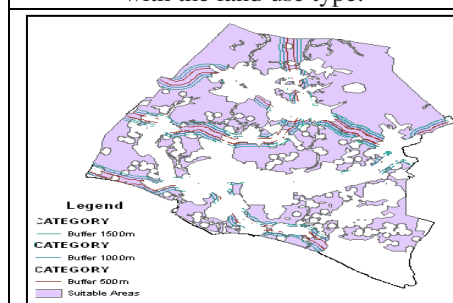 with the land use type.
Legend
CATEGORY
Buffer 1500m
CATEGORY
Buffer 1000m
CATEGORY
Buffer 500m
Suitable Areas